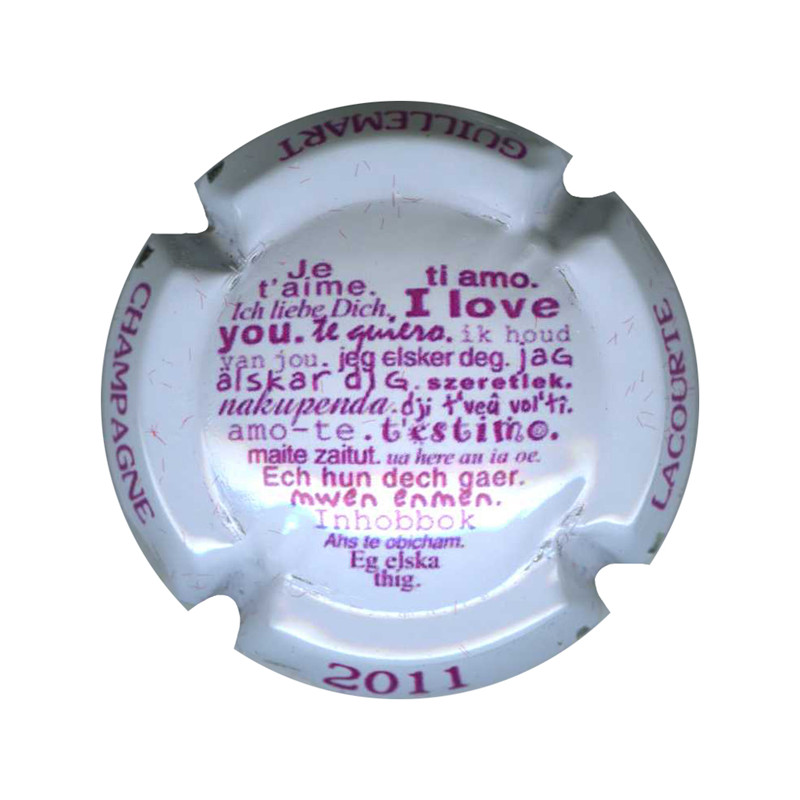 CHAMPAGNE
GUILLEMART
LACOURTE
Je
t'aime.
ti amo.
Ich liebe Dich. I love
you. te quiero. ik houd
van jou. jeg elsker deg. jag
älskar dig. szeretlek.
nakupenda. dji t'veû vol'tî.
amo-te. t'estimo.
maite zaitut. ua here au ia oe.
Ech hun dech gaer.
mwen enmen.
Inhobbok
Ahs te obicham.
Eg elska
thig.
2011